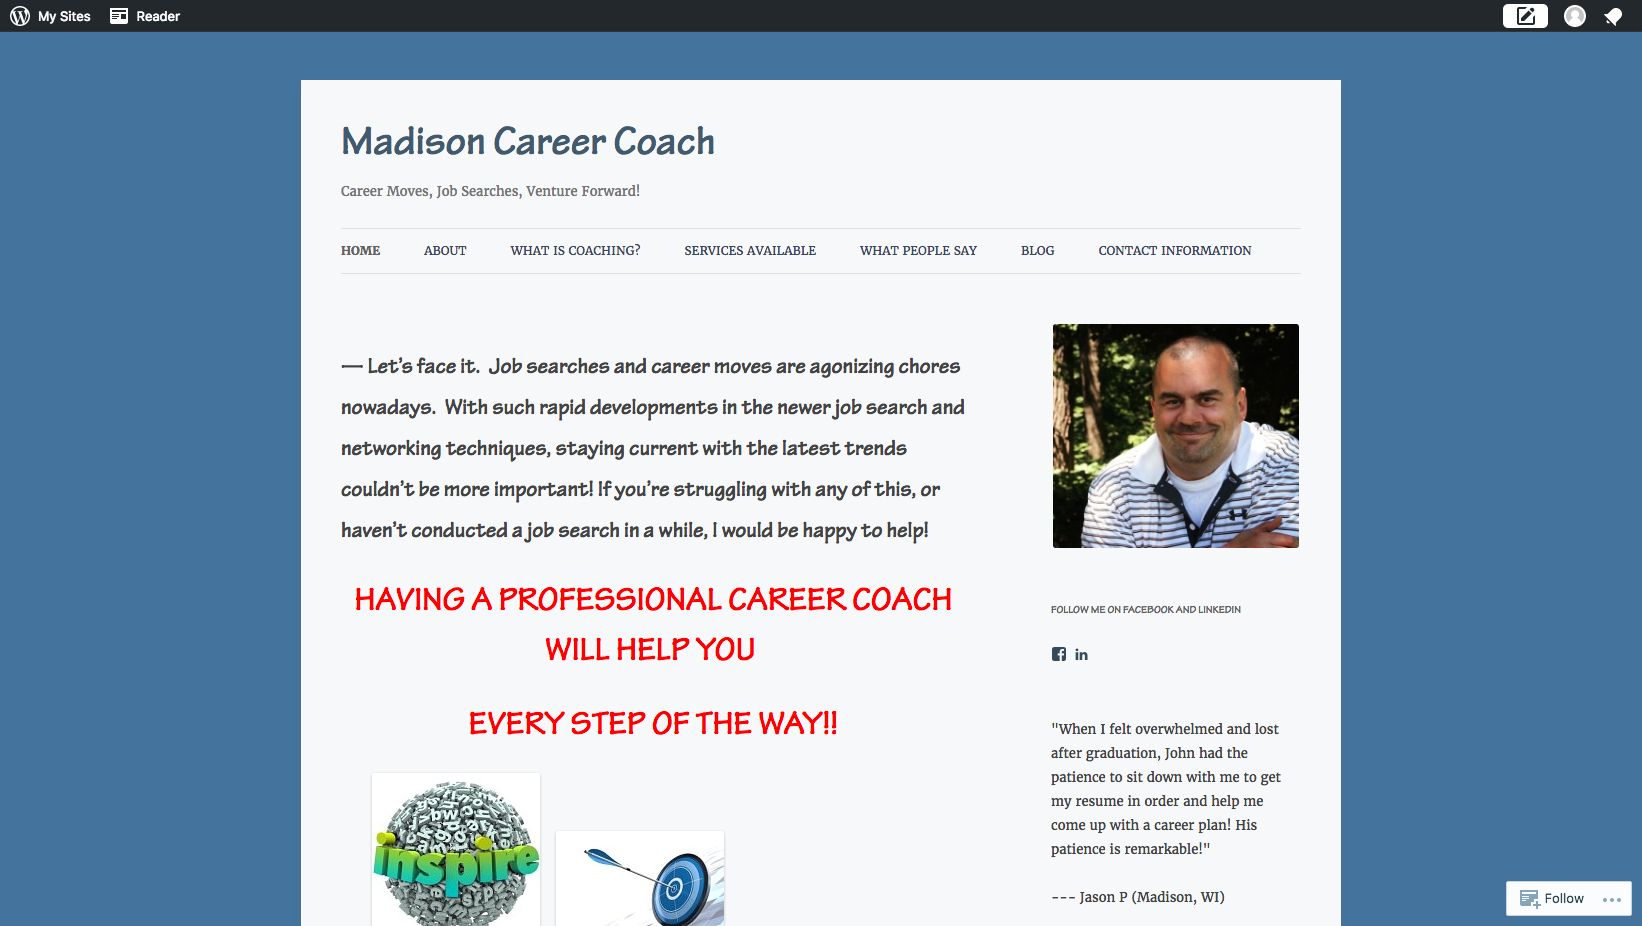 My Sites
Reader
Madison Career Coach
Career Moves, Job Searches, Venture Forward!
HOME
ABOUT
WHAT IS COACHING?
SERVICES AVAILABLE
WHAT PEOPLE SAY
BLOG
CONTACT INFORMATION
— Let’s face it.  Job searches and career moves are agonizing chores
nowadays.  With such rapid developments in the newer job search and
networking techniques, staying current with the latest trends
couldn’t be more important! If you’re struggling with any of this, or
haven’t conducted a job search in a while, I would be happy to help!
HAVING A PROFESSIONAL CAREER COACH
WILL HELP YOU
EVERY STEP OF THE WAY!!
inspire
FOLLOW ME ON FACEBOOK AND LINKEDIN
"When I felt overwhelmed and lost
after graduation, John had the
patience to sit down with me to get
my resume in order and help me
come up with a career plan! His
patience is remarkable!"
--- Jason P (Madison, WI)
Follow